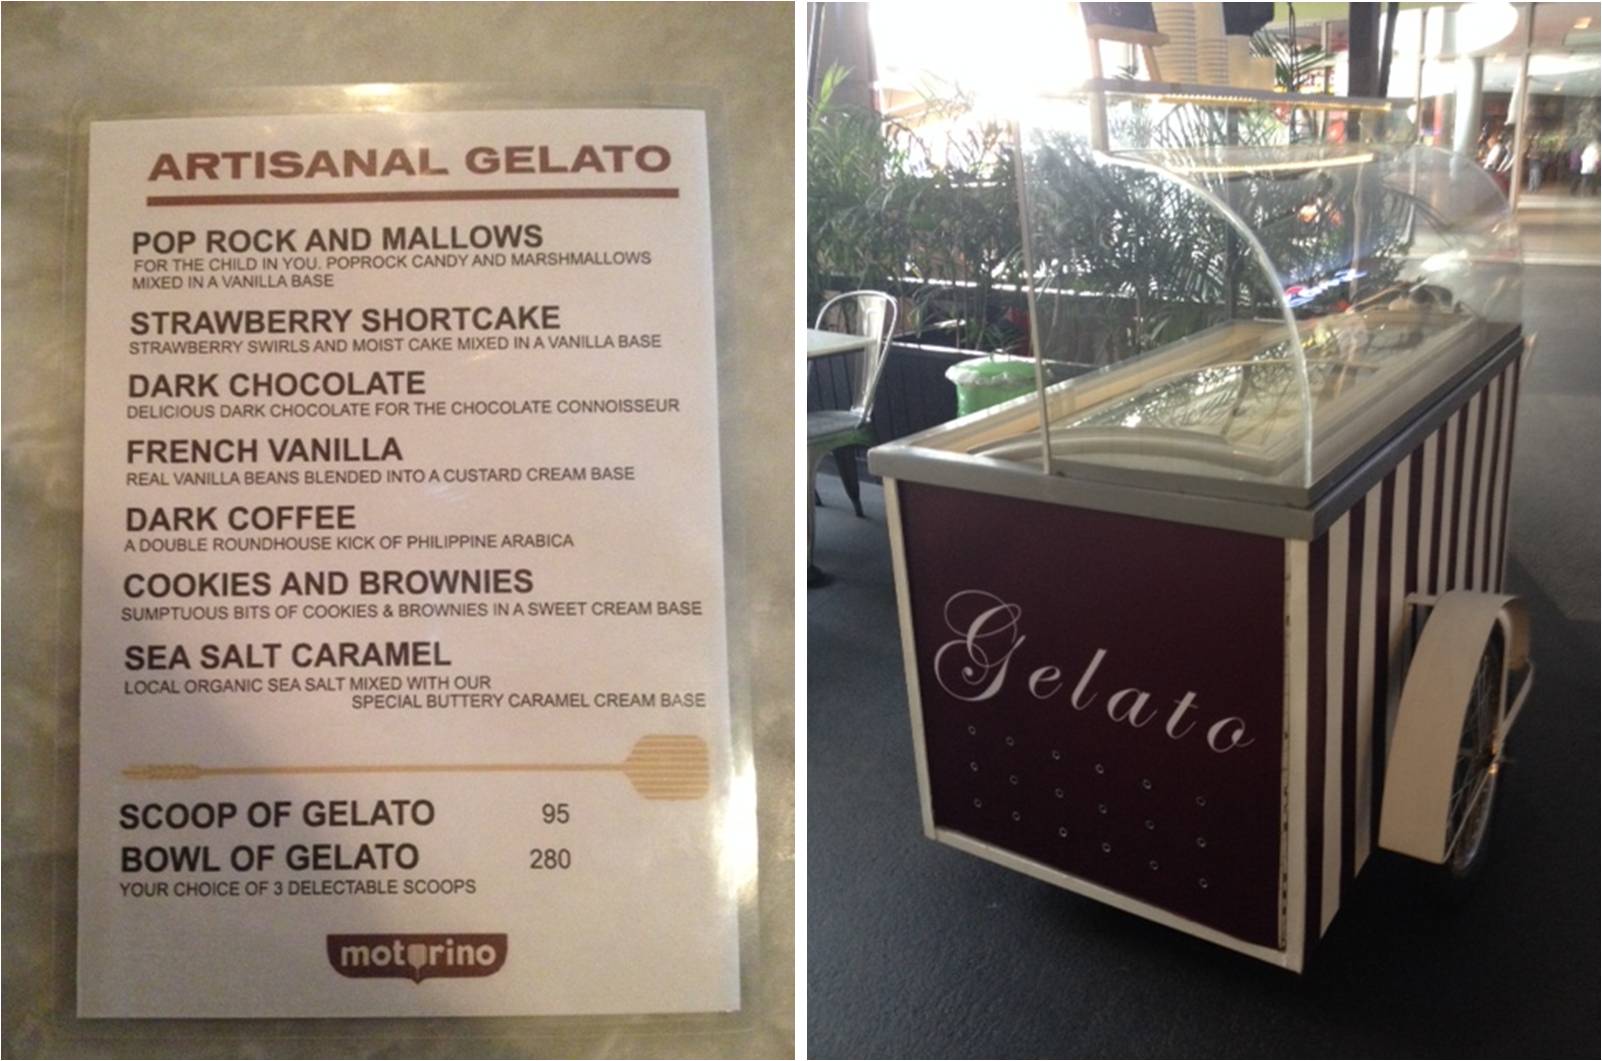 ARTISANAL GELATO
POP ROCK AND MALLOWS
FOR THE CHILD IN YOU. POPROCK CANDY AND MARSHMALLOWS
MIXED IN A VANILLA BASE
STRAWBERRY SHORTCAKE
STRAWBERRY SWIRLS AND MOIST CAKE MIXED IN A VANILLA BASE
DARK CHOCOLATE
DELICIOUS DARK CHOCOLATE FOR THE CHOCOLATE CONNOISSEUR
FRENCH VANILLA
REAL VANILLA BEANS BLENDED INTO A CUSTARD CREAM BASE
DARK COFFEE
A DOUBLE ROUNDHOUSE KICK OF PHILIPPINE ARABICA
COOKIES AND BROWNIES
SUMPTUOUS BITS OF COOKIES & BROWNIES IN A SWEET CREAM BASE
SEA SALT CARAMEL
LOCAL ORGANIC SEA SALT MIXED WITH OUR
SPECIAL BUTTERY CARAMEL CREAM BASE
SCOOP OF GELATO 95
BOWL OF GELATO 280
YOUR CHOICE OF 3 DELECTABLE SCOOPS
motorino
Gelato